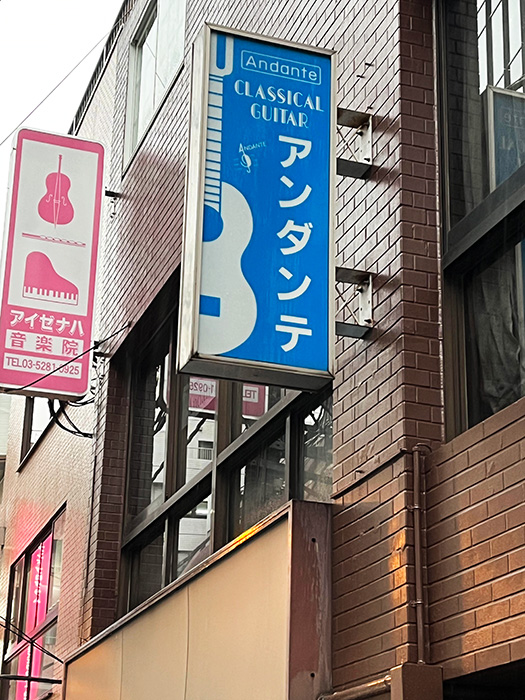 Andante
CLASSICAL
GUITAR
ANDANTE
アンダンテ
アイゼナハ
音楽院
TEL03-5281-0925